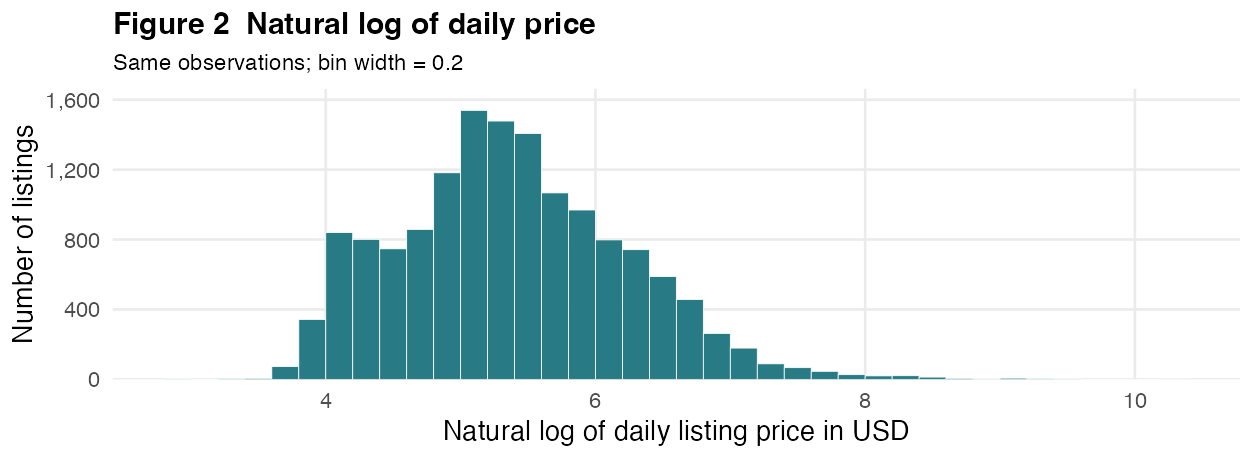 Figure 2  Natural log of daily price
Same observations; bin width = 0.2
Number of listings
1,600
1,200
800
400
0
4 6 8 10
Natural log of daily listing price in USD